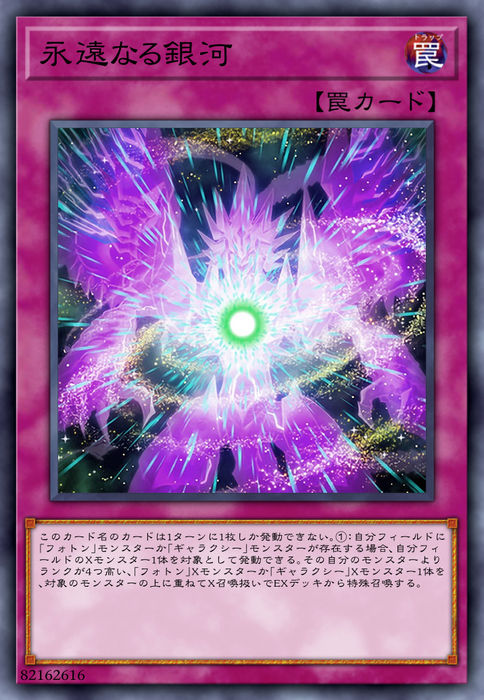 永遠なる銀河
トラップ
罠
【罠カード】
このカード名のカードは1ターンに1枚しか発動できない。①:自分フィールドに
「フォトン」モンスターか「ギャラクシー」モンスターが存在する場合、自分フィ
ールドのXモンスター1体を対象として発動できる。その自分のモンスターより
ランクが4つ高い、「フォトン」Xモンスターか「ギャラクシー」Xモンスター1体を
、対象のモンスターの上に重ねてX召喚扱いでEXデッキから特殊召喚する。
82162616